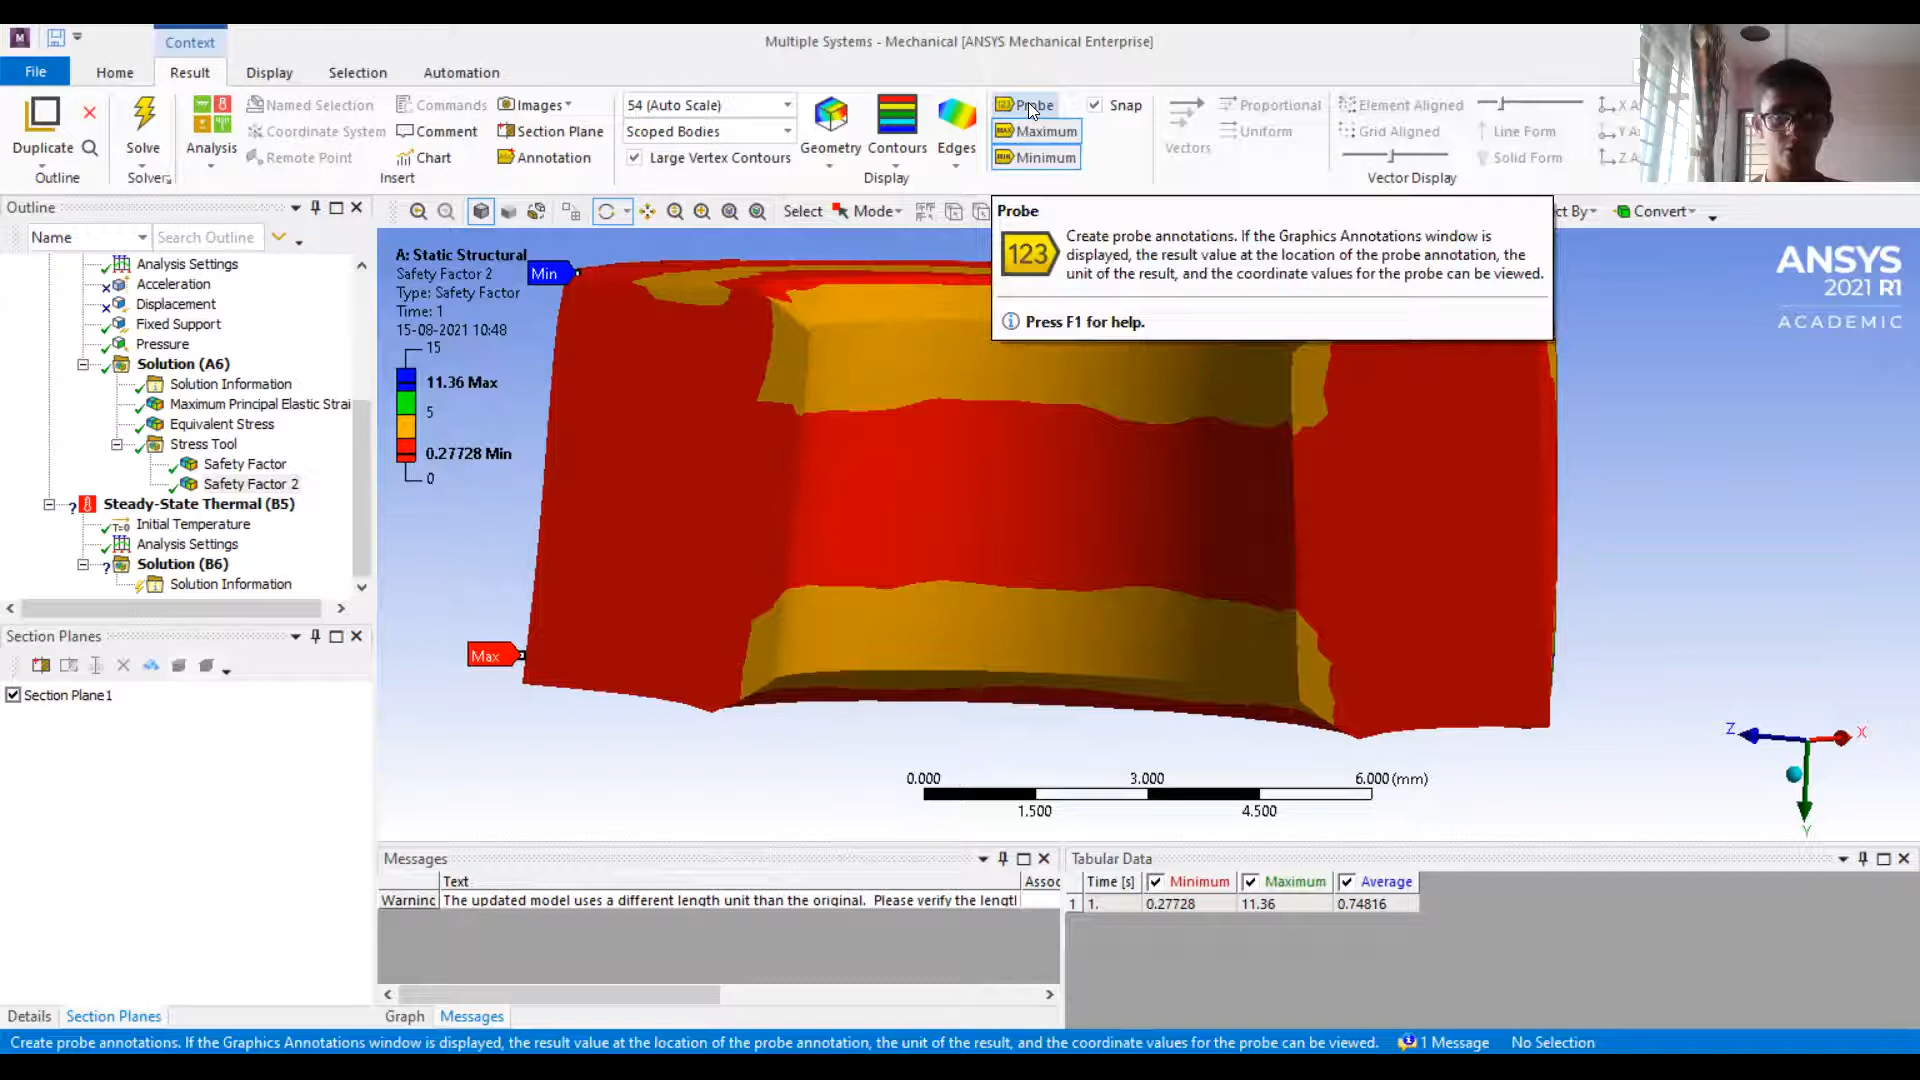 Context
Multiple Systems - Mechanical [ANSYS Mechanical Enterprise]
File
Home
Result
Display
Selection
Automation
Duplicate
Outline
Solve
Solver
Analysis
Named Selection
Coordinate System
Remote Point
Commands
Comment
Chart
Images
Section Plane
Annotation
Insert
54 (Auto Scale)
Scoped Bodies
Large Vertex Contours
Geometry
Contours
Edges
Display
Probe
Maximum
Minimum
Snap
Vectors
Proportional
Uniform
Element Aligned
Grid Aligned
Line Form
Solid Form
Vector Display
X A
Y A
Z A
Outline
Name
Search Outline
Select
Mode
ct By
Convert
Probe
123
Create probe annotations. If the Graphics Annotations window is
displayed, the result value at the location of the probe annotation, the
unit of the result, and the coordinate values for the probe can be viewed.
Press F1 for help.
Analysis Settings
Acceleration
Displacement
Fixed Support
Pressure
Solution (A6)
Solution Information
Maximum Principal Elastic Strai
Equivalent Stress
Stress Tool
Safety Factor
Safety Factor 2
Steady-State Thermal (B5)
Initial Temperature
Analysis Settings
Solution (B6)
Solution Information
A: Static Structural
Safety Factor 2
Type: Safety Factor
Time: 1
15-08-2021 10:48
15
11.36 Max
5
0.27728 Min
0
Min
Max
ANSYS
2021 R1
ACADEMIC
Section Planes
Section Plane1
0.000
3.000
6.000 (mm)
1.500
4.500
Z
X
Y
Messages
Text
Assoc
Warning
The updated model uses a different length unit than the original. Please verify the lengtl
Tabular Data
Time [s]
Minimum
Maximum
Average
1
1.
0.27728
11.36
0.74816
Details
Section Planes
Graph
Messages
Create probe annotations. If the Graphics Annotations window is displayed, the result value at the location of the probe annotation, the unit of the result, and the coordinate values for the probe can be viewed.
1 Message
No Selection